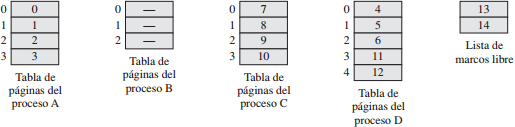 0 0
1 1
2 2
3 3
Tabla de
páginas del
proceso A
0 —
1 —
2 —
Tabla de
páginas del
proceso B
0 7
1 8
2 9
3 10
Tabla de
páginas del
proceso C
0 4
1 5
2 6
3 11
4 12
Tabla de
páginas del
proceso D
13
14
Lista de
marcos libre